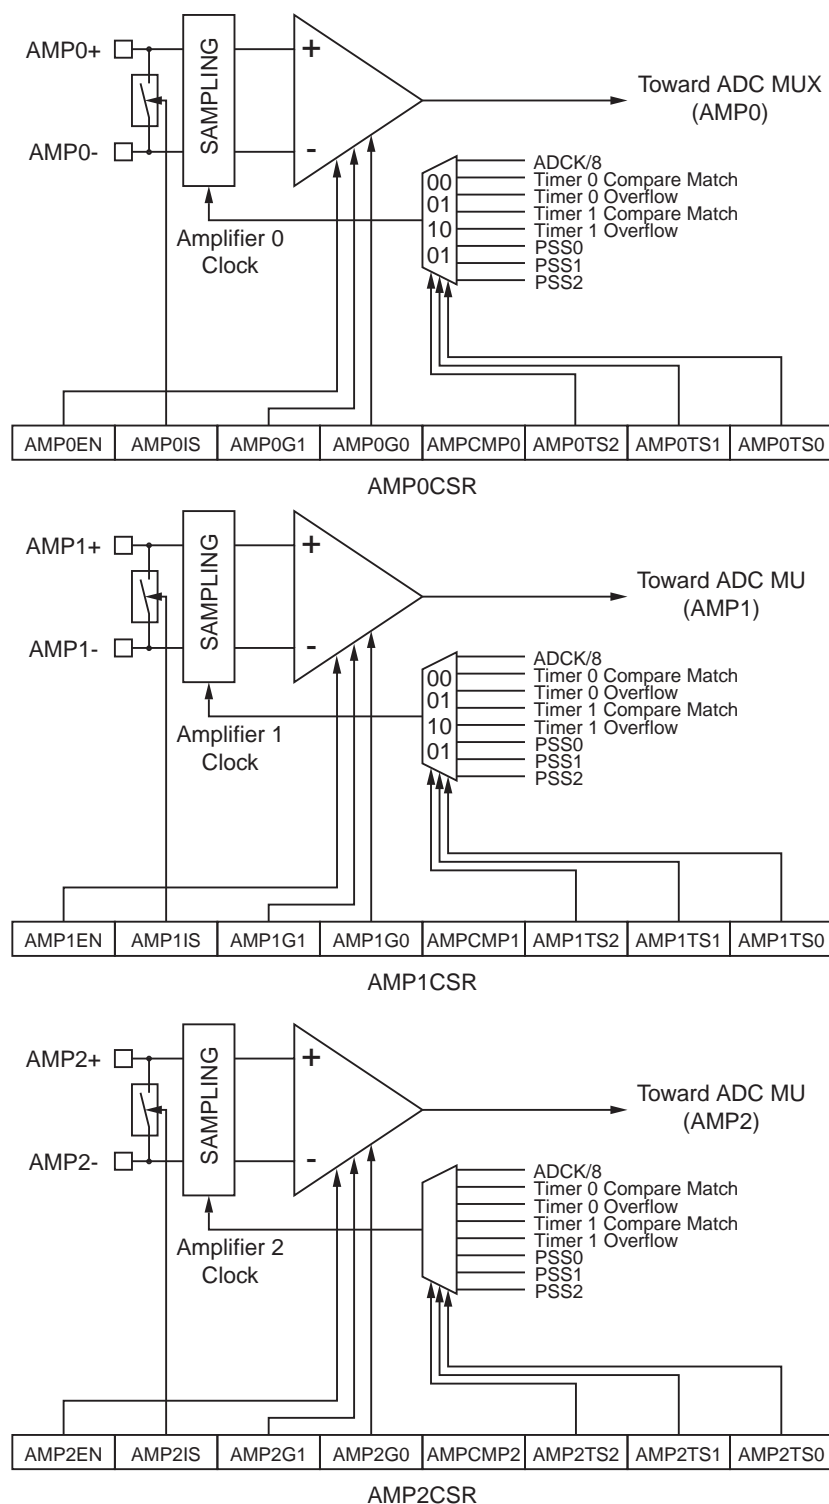 AMP0+
SAMPLING
+
Toward ADC MUX
(AMP0)
AMP0-
-
ADCK/8
00
Timer 0 Compare Match
01
Timer 0 Overflow
Timer 1 Compare Match
10
Timer 1 Overflow
01
PSS0
PSS1
PSS2
Amplifier 0
Clock
AMP0EN AMP0IS AMP0G1 AMP0G0 AMPCMP0 AMP0TS2 AMP0TS1 AMP0TS0
AMP0CSR
AMP1+
SAMPLING
+
Toward ADC MU
(AMP1)
AMP1-
-
ADCK/8
00
Timer 0 Compare Match
01
Timer 0 Overflow
Timer 1 Compare Match
10
Timer 1 Overflow
01
PSS0
PSS1
PSS2
Amplifier 1
Clock
AMP1EN AMP1IS AMP1G1 AMP1G0 AMPCMP1 AMP1TS2 AMP1TS1 AMP1TS0
AMP1CSR
AMP2+
SAMPLING
+
Toward ADC MU
(AMP2)
AMP2-
-
ADCK/8
Timer 0 Compare Match
Timer 0 Overflow
Timer 1 Compare Match
Timer 1 Overflow
PSS0
PSS1
PSS2
Amplifier 2
Clock
AMP2EN AMP2IS AMP2G1 AMP2G0 AMPCMP2 AMP2TS2 AMP2TS1 AMP2TS0
AMP2CSR